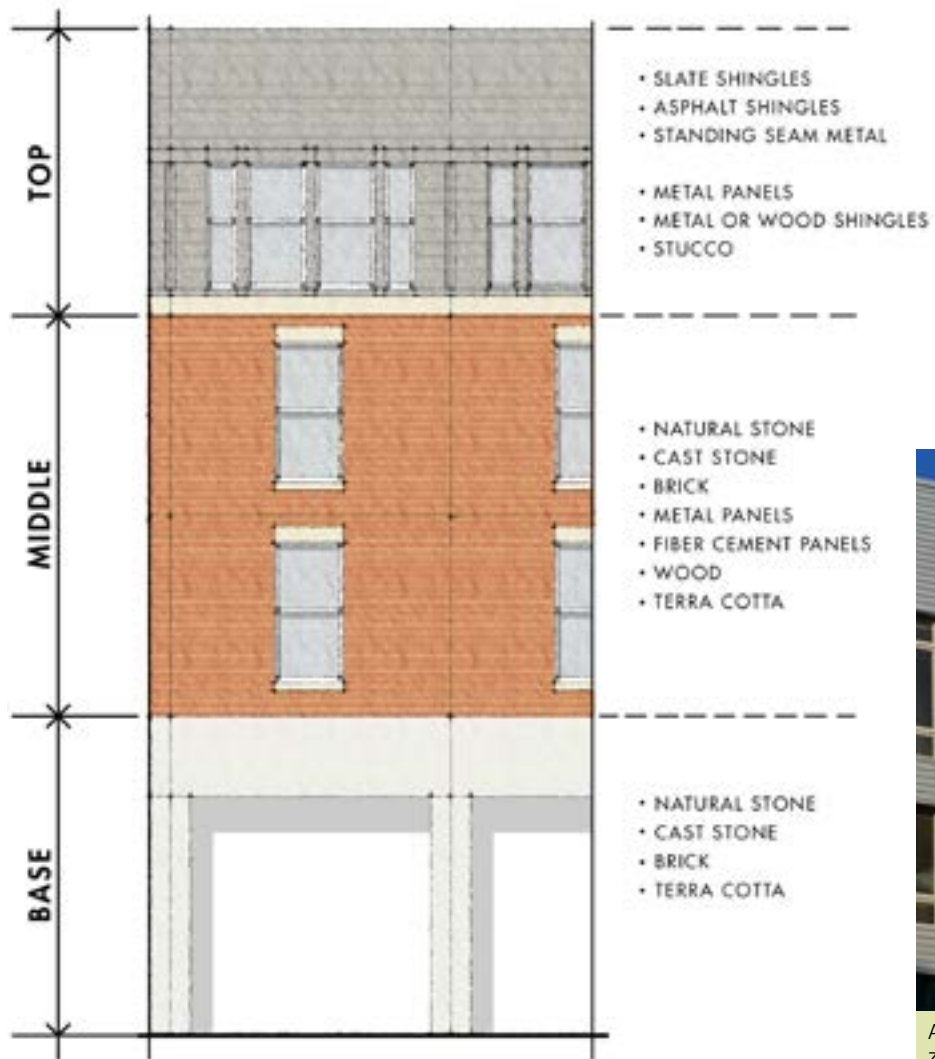 TOP
• SLATE SHINGLES
• ASPHALT SHINGLES
• STANDING SEAM METAL
• METAL PANELS
• METAL OR WOOD SHINGLES
• STUCCO
MIDDLE
• NATURAL STONE
• CAST STONE
• BRICK
• METAL PANELS
• FIBER CEMENT PANELS
• WOOD
• TERRA COTTA
BASE
• NATURAL STONE
• CAST STONE
• BRICK
• TERRA COTTA